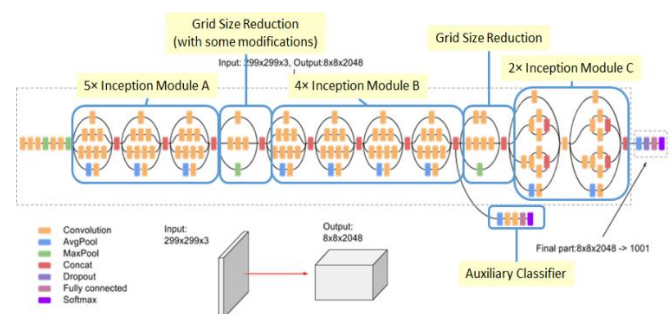 Grid Size Reduction
(with some modifications)
Grid Size Reduction
Input: 299x299x3, Output:8x8x2048
5× Inception Module A
4× Inception Module B
2× Inception Module C
Convolution
AvgPool
MaxPool
Concat
Dropout
Fully connected
Softmax
Input:
299x299x3
Output:
8x8x2048
Auxiliary Classifier
Final part:8x8x2048 -> 1001